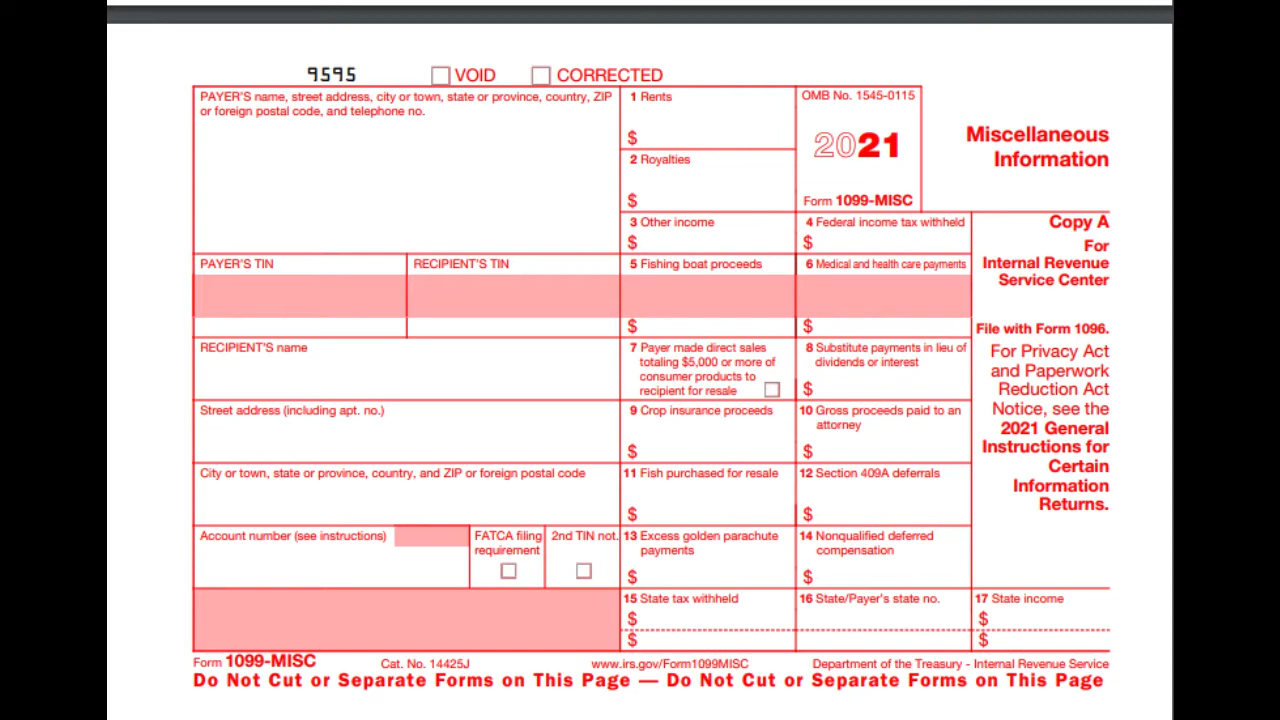 9595 VOID CORRECTED
PAYER'S name, street address, city or town, state or province, country, ZIP
or foreign postal code, and telephone no.
1 Rents
$
2 Royalties
$
OMB No. 1545-0115
2021
Form 1099-MISC
Miscellaneous
Information
3 Other income
$
4 Federal income tax withheld
$
Copy A
For
Internal Revenue
Service Center
File with Form 1096.
For Privacy Act
and Paperwork
Reduction Act
Notice, see the
2021 General
Instructions for
Certain
Information
Returns.
PAYER'S TIN
RECIPIENT'S TIN
5 Fishing boat proceeds
$
6 Medical and health care payments
$
RECIPIENT'S name
7 Payer made direct sales
totaling $5,000 or more of
consumer products to
recipient for resale
8 Substitute payments in lieu of
dividends or interest
$
Street address (including apt. no.)
9 Crop insurance proceeds
$
10 Gross proceeds paid to an
attorney
$
City or town, state or province, country, and ZIP or foreign postal code
11 Fish purchased for resale
$
12 Section 409A deferrals
$
Account number (see instructions)
FATCA filing
requirement
2nd TIN not.
13 Excess golden parachute
payments
$
14 Nonqualified deferred
compensation
$
15 State tax withheld
$
$
16 State/Payer's state no.
17 State income
$
$
Form 1099-MISC Cat. No. 14425J www.irs.gov/Form1099MISC Department of the Treasury - Internal Revenue Service
Do Not Cut or Separate Forms on This Page — Do Not Cut or Separate Forms on This Page